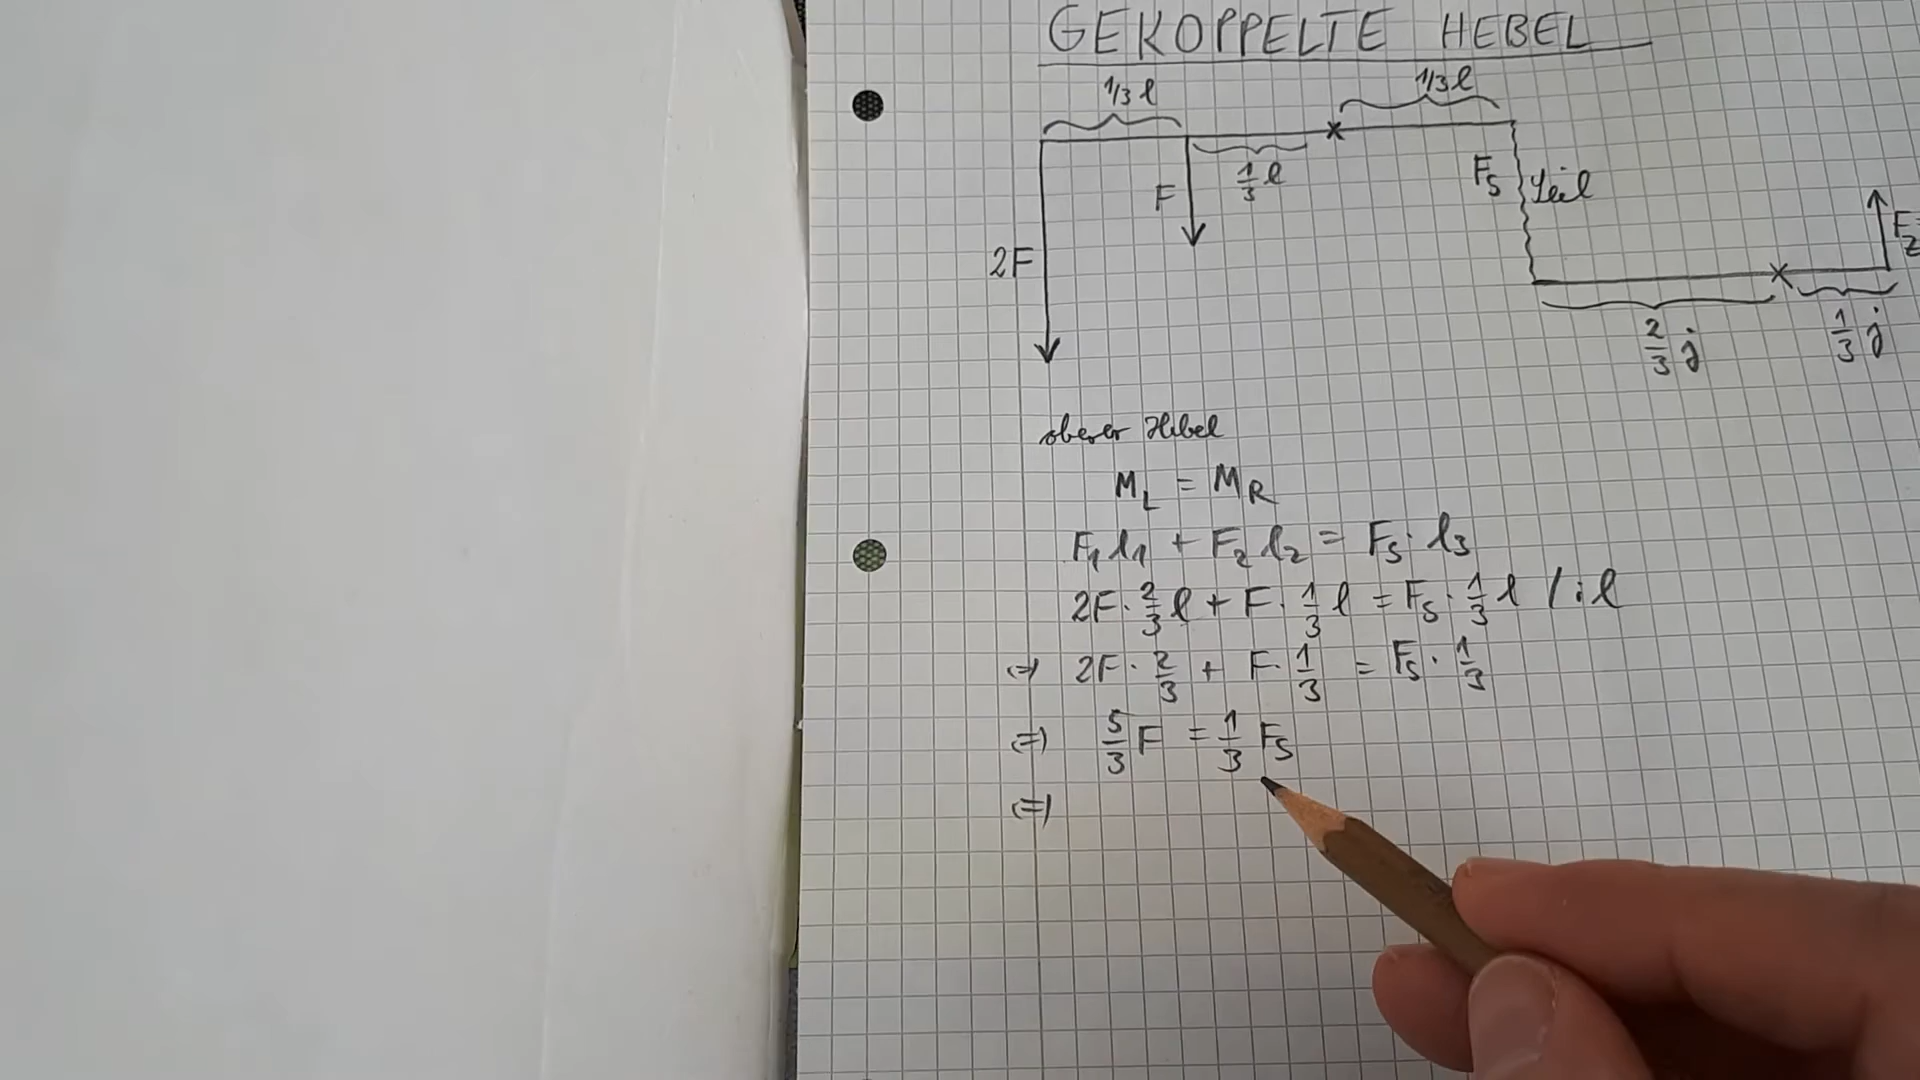 GEKOPPELTE HEBEL
1/3 l
1/3 l
1/3 l
F
F_S
Seil
2F
F_Z
2/3 j
1/3 j
oberer Hebel
M_L = M_R
F_1 l_1 + F_2 l_2 = F_S · l_3
2F · 2/3 l + F · 1/3 l = F_S · 1/3 l / : l
⇔ 2F · 2/3 + F · 1/3 = F_S · 1/3
⇔ 5/3 F = 1/3 F_S
⇔